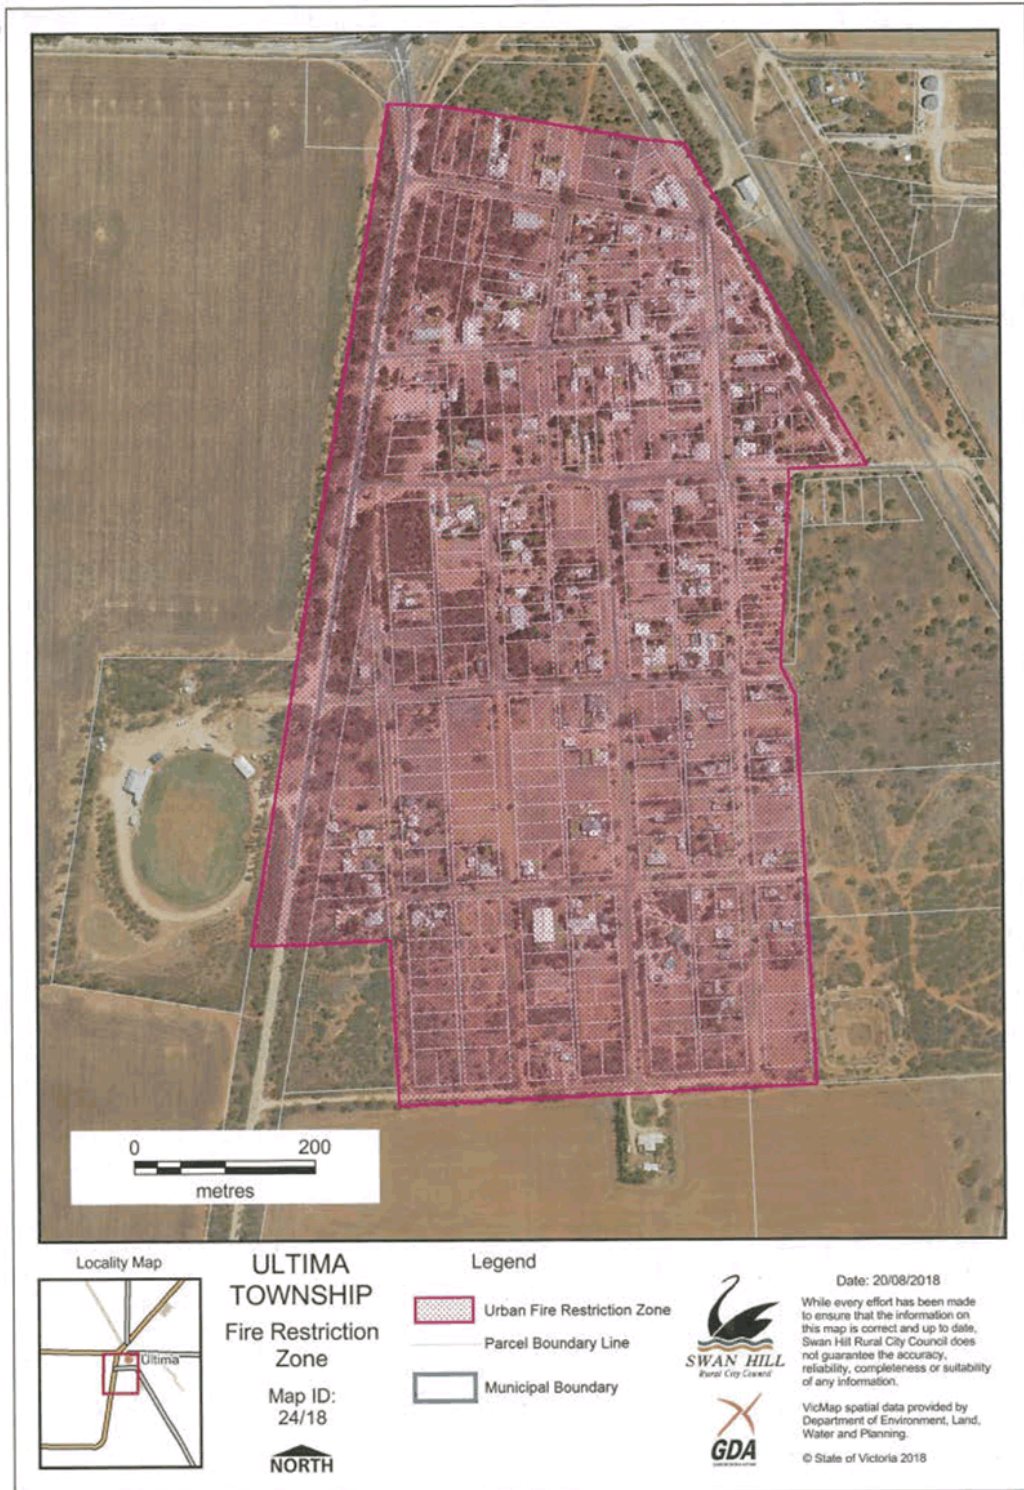 0 200
metres
Locality Map
Ultima
ULTIMA
TOWNSHIP
Fire Restriction
Zone
Map ID:
24/18
NORTH
Legend
Urban Fire Restriction Zone
Parcel Boundary Line
Municipal Boundary
SWAN HILL
Rural City Council
GDA
Date: 20/08/2018
While every effort has been made
to ensure that the information on
this map is correct and up to date,
Swan Hill Rural City Council does
not guarantee the accuracy,
reliability, completeness or suitability
of any information.
VicMap spatial data provided by
Department of Environment, Land,
Water and Planning.
© State of Victoria 2018